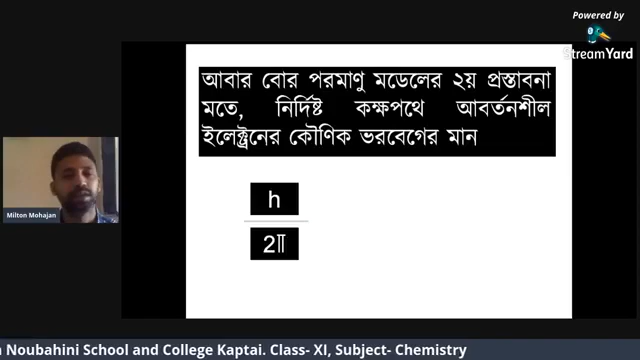 Powered by
StreamYard
আবার বোর পরমাণু মডেলের ২য় প্রস্তাবনা
মতে, নির্দিষ্ট কক্ষপথে আবর্তনশীল
ইলেক্ট্রনের কৌণিক ভরবেগের মান
h
2π
Milton Mohajan
Noubahini School and College Kaptai. Class- XI, Subject- Chemistry